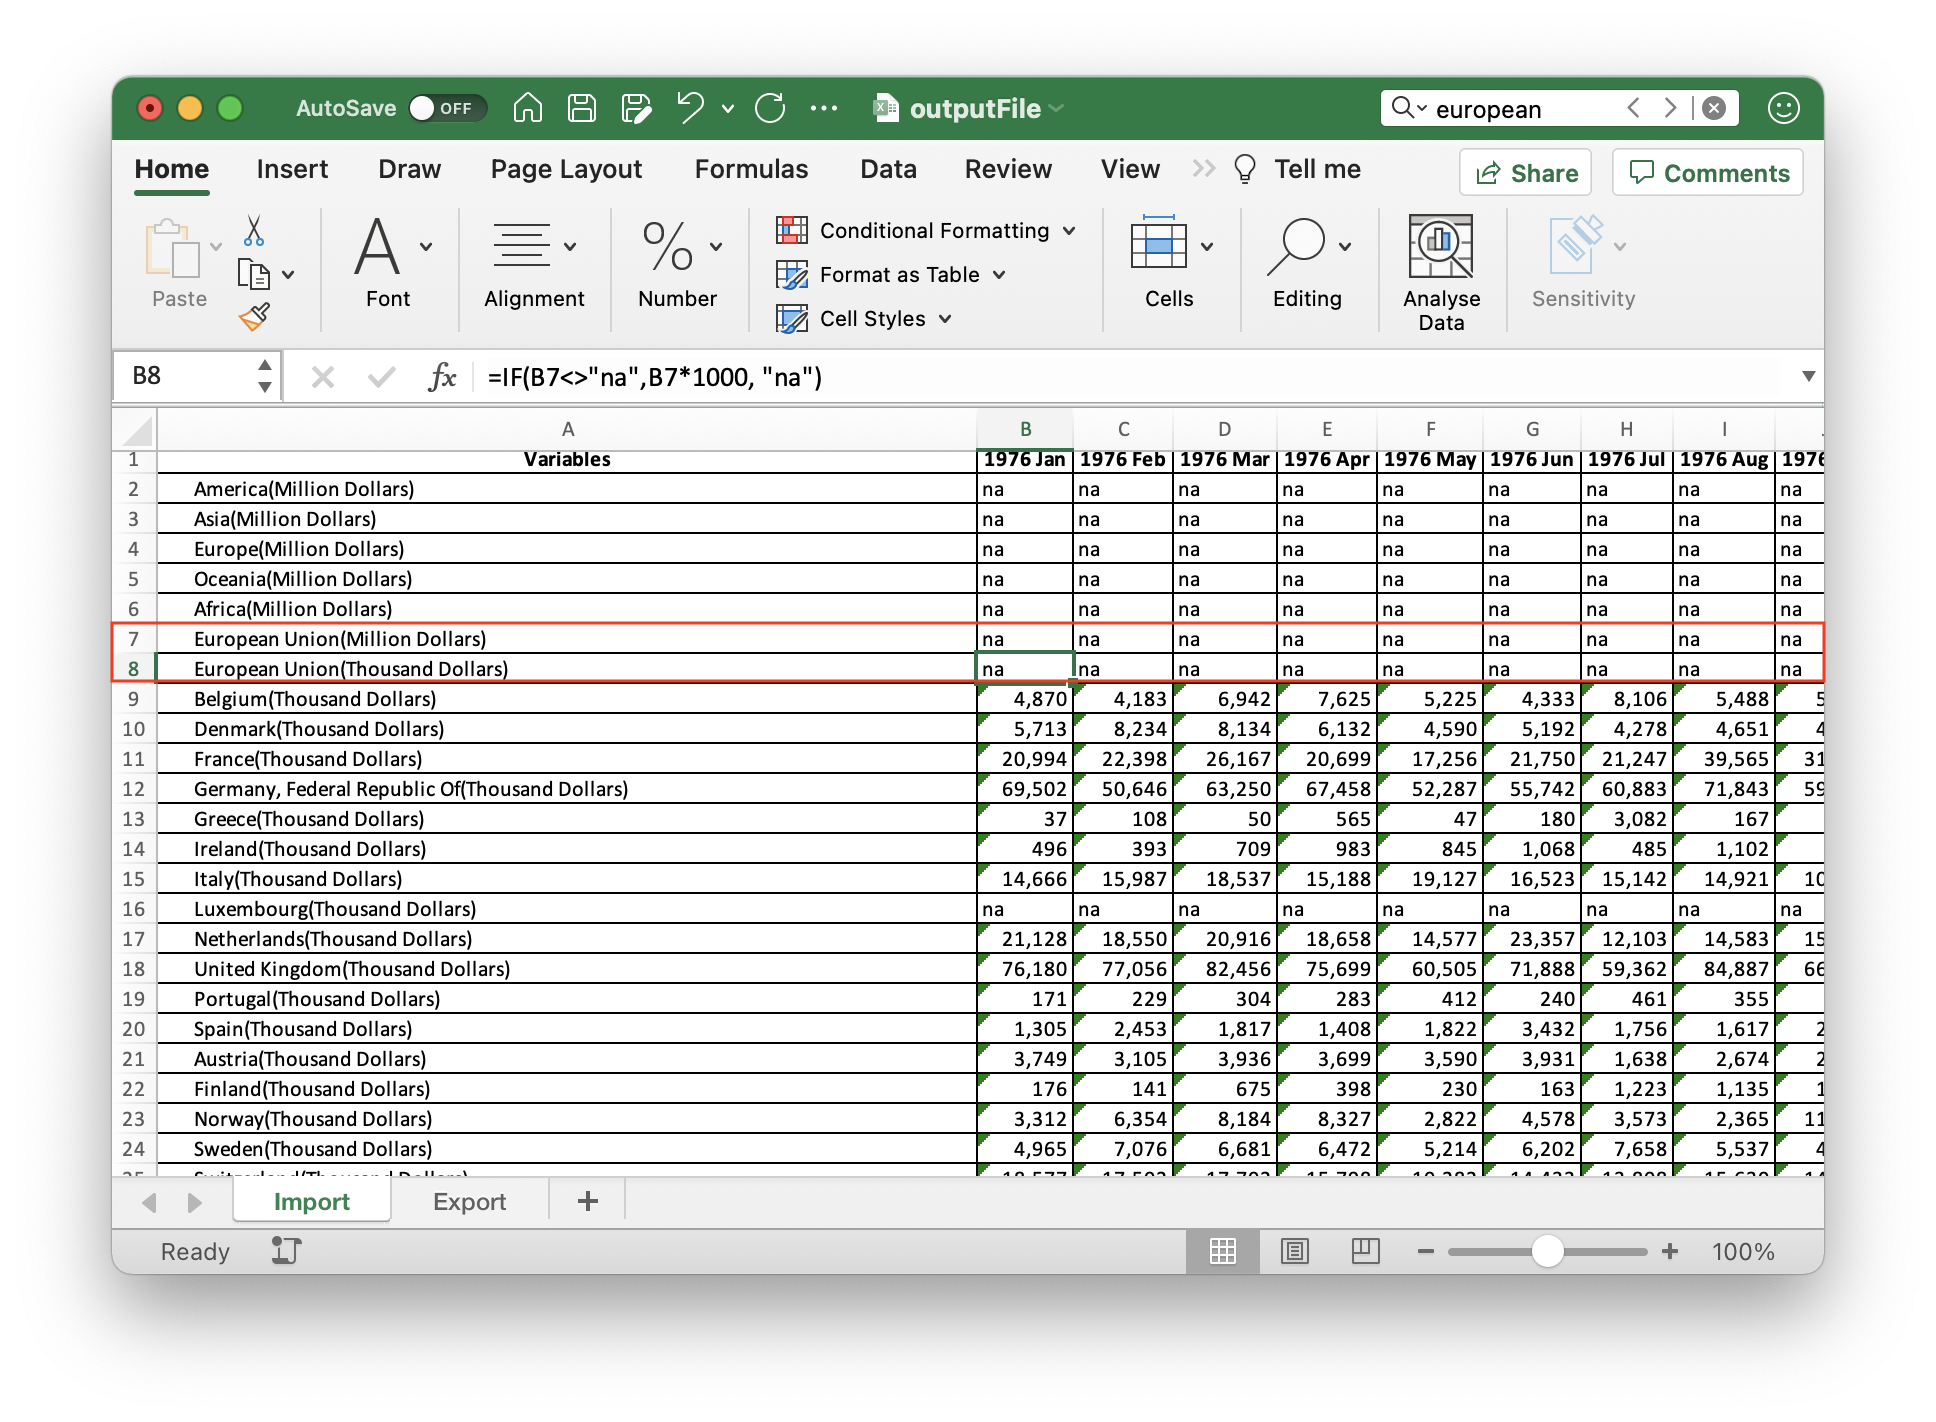 AutoSave OFF outputFile european
Home Insert Draw Page Layout Formulas Data Review View Tell me Share Comments
Paste Font Alignment Number Conditional Formatting Format as Table Cell Styles Cells Editing Analyse Data Sensitivity
B8 fx =IF(B7<>"na",B7*1000, "na")
A B C D E F G H I
1 Variables 1976 Jan 1976 Feb 1976 Mar 1976 Apr 1976 May 1976 Jun 1976 Jul 1976 Aug 1976
2 America(Million Dollars) na na na na na na na na na
3 Asia(Million Dollars) na na na na na na na na na
4 Europe(Million Dollars) na na na na na na na na na
5 Oceania(Million Dollars) na na na na na na na na na
6 Africa(Million Dollars) na na na na na na na na na
7 European Union(Million Dollars) na na na na na na na na na
8 European Union(Thousand Dollars) na na na na na na na na na
9 Belgium(Thousand Dollars) 4,870 4,183 6,942 7,625 5,225 4,333 8,106 5,488
10 Denmark(Thousand Dollars) 5,713 8,234 8,134 6,132 4,590 5,192 4,278 4,651
11 France(Thousand Dollars) 20,994 22,398 26,167 20,699 17,256 21,750 21,247 39,565
12 Germany, Federal Republic Of(Thousand Dollars) 69,502 50,646 63,250 67,458 52,287 55,742 60,883 71,843
13 Greece(Thousand Dollars) 37 108 50 565 47 180 3,082 167
14 Ireland(Thousand Dollars) 496 393 709 983 845 1,068 485 1,102
15 Italy(Thousand Dollars) 14,666 15,987 18,537 15,188 19,127 16,523 15,142 14,921
16 Luxembourg(Thousand Dollars) na na na na na na na na na
17 Netherlands(Thousand Dollars) 21,128 18,550 20,916 18,658 14,577 23,357 12,103 14,583
18 United Kingdom(Thousand Dollars) 76,180 77,056 82,456 75,699 60,505 71,888 59,362 84,887
19 Portugal(Thousand Dollars) 171 229 304 283 412 240 461 355
20 Spain(Thousand Dollars) 1,305 2,453 1,817 1,408 1,822 3,432 1,756 1,617
21 Austria(Thousand Dollars) 3,749 3,105 3,936 3,699 3,590 3,931 1,638 2,674
22 Finland(Thousand Dollars) 176 141 675 398 230 163 1,223 1,135
23 Norway(Thousand Dollars) 3,312 6,354 8,184 8,327 2,822 4,578 3,573 2,365
24 Sweden(Thousand Dollars) 4,965 7,076 6,681 6,472 5,214 6,202 7,658 5,537
Import Export
Ready 100%